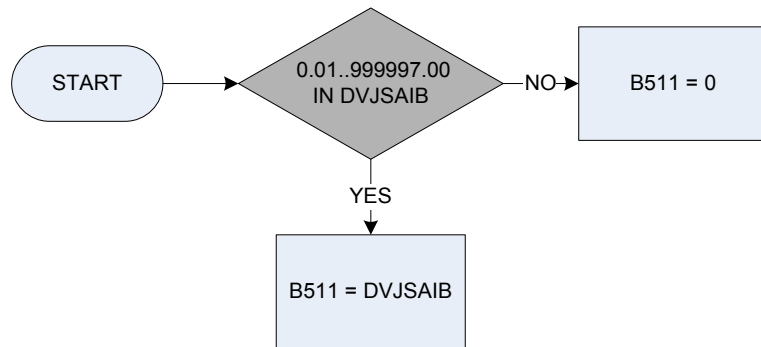 START
0.01..999997.00
IN DVJSAIB
NO
B511 = 0
YES
B511 = DVJSAIB